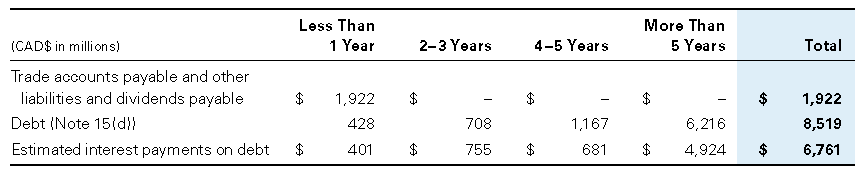 Less Than More Than
(CAD$ in millions) 1 Year 2–3 Years 4–5 Years 5 Years Total
Trade accounts payable and other
liabilities and dividends payable $ 1,922 $ – $ – $ – $ 1,922
Debt (Note 15(d)) 428 708 1,167 6,216 8,519
Estimated interest payments on debt $ 401 $ 755 $ 681 $ 4,924 $ 6,761